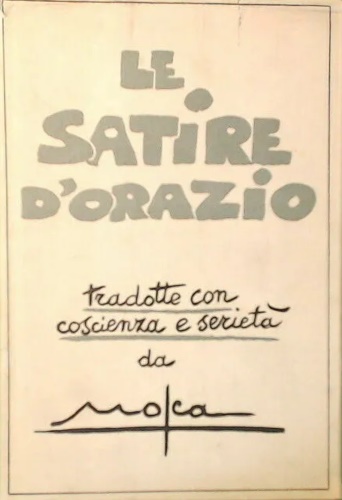 LE
SATiRE
D'ORAZiO
tradotte con
coscienza e serietà
da
Mosca